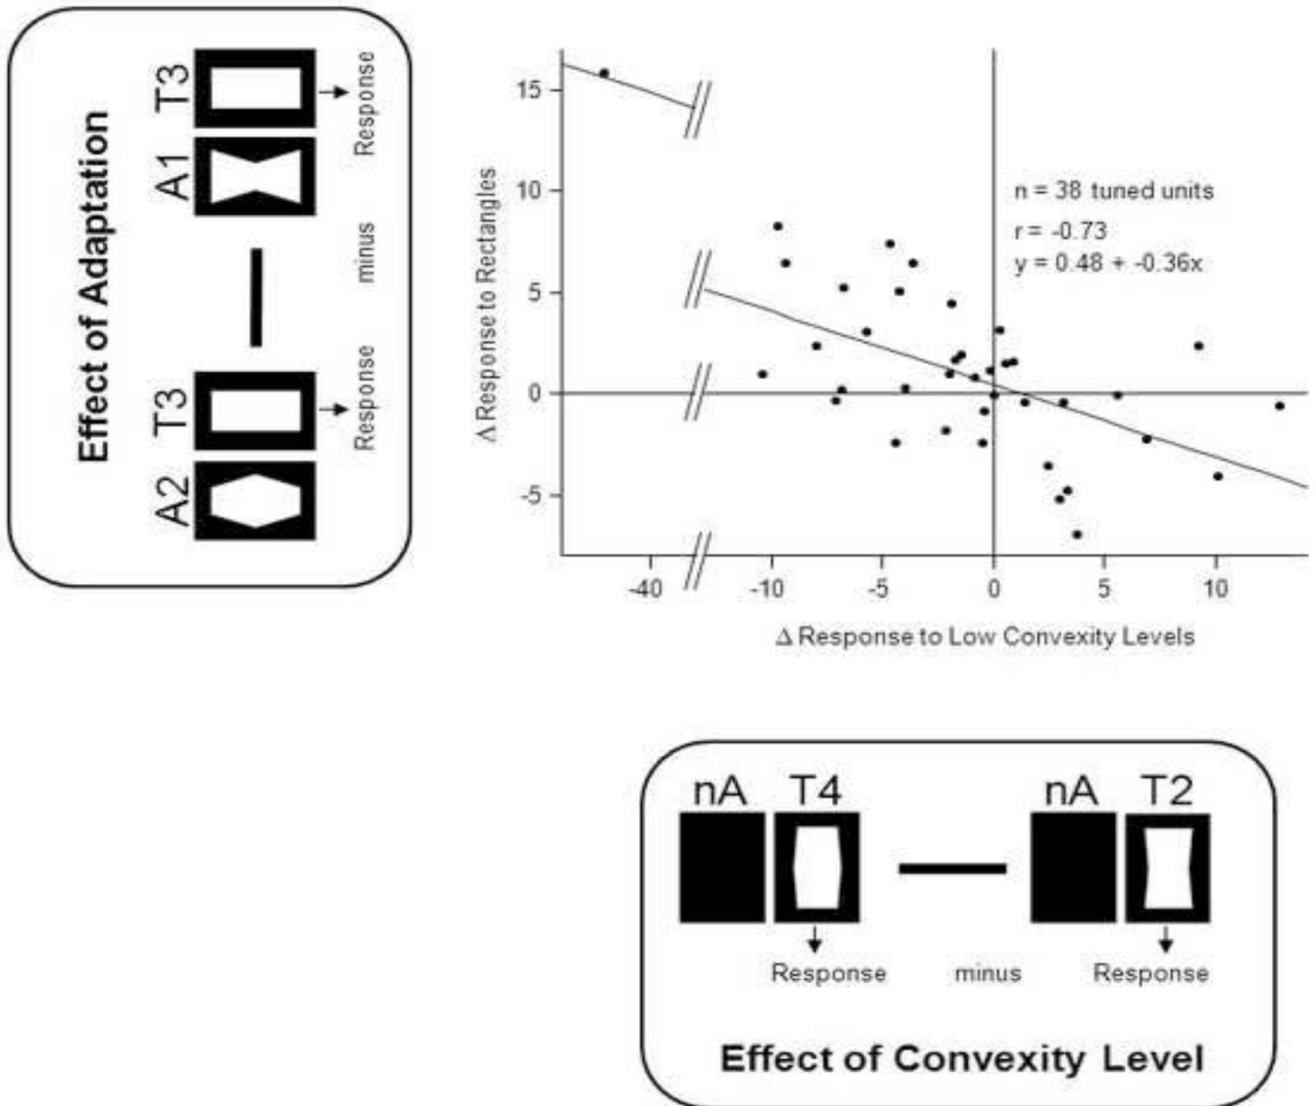 Effect of Adaptation
A2 T3
A1 T3
Response minus Response
Δ Response to Rectangles
15
10
5
0
-5
n = 38 tuned units
r = -0.73
y = 0.48 + -0.36x
-40 -10 -5 0 5 10
Δ Response to Low Convexity Levels
nA T4 nA T2
Response minus Response
Effect of Convexity Level